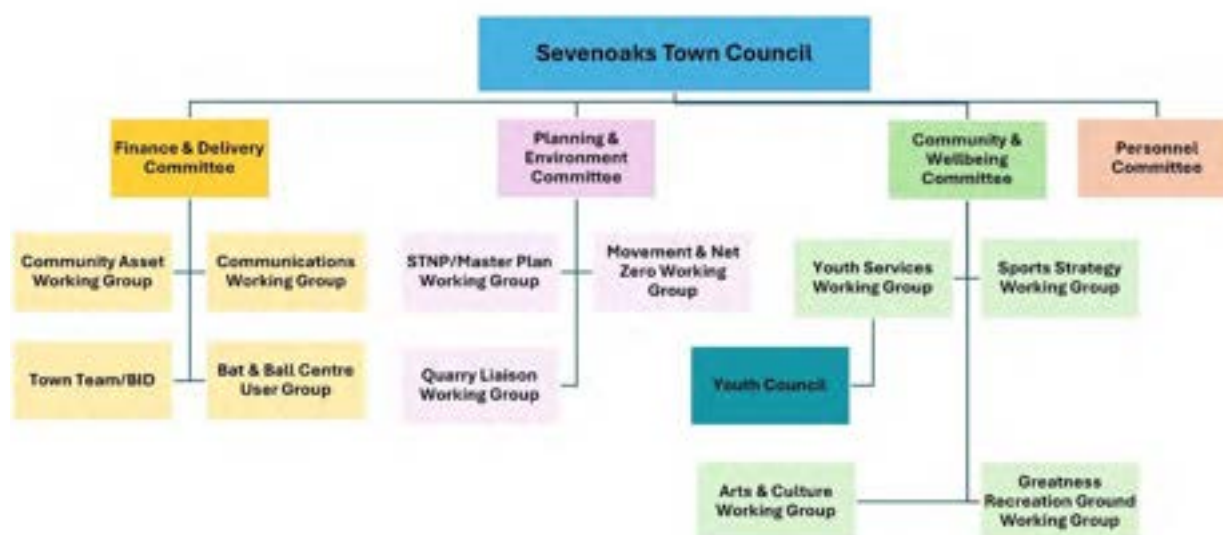 Sevenoaks Town Council
Finance & Delivery
Committee
Planning &
Environment
Committee
Community &
Wellbeing
Committee
Personnel
Committee
Community Asset
Working Group
Communications
Working Group
STNP/Master Plan
Working Group
Movement & Net
Zero Working
Group
Youth Services
Working Group
Sports Strategy
Working Group
Town Team/BID
Bat & Ball Centre
User Group
Quarry Liaison
Working Group
Youth Council
Arts & Culture
Working Group
Greatness
Recreation Ground
Working Group